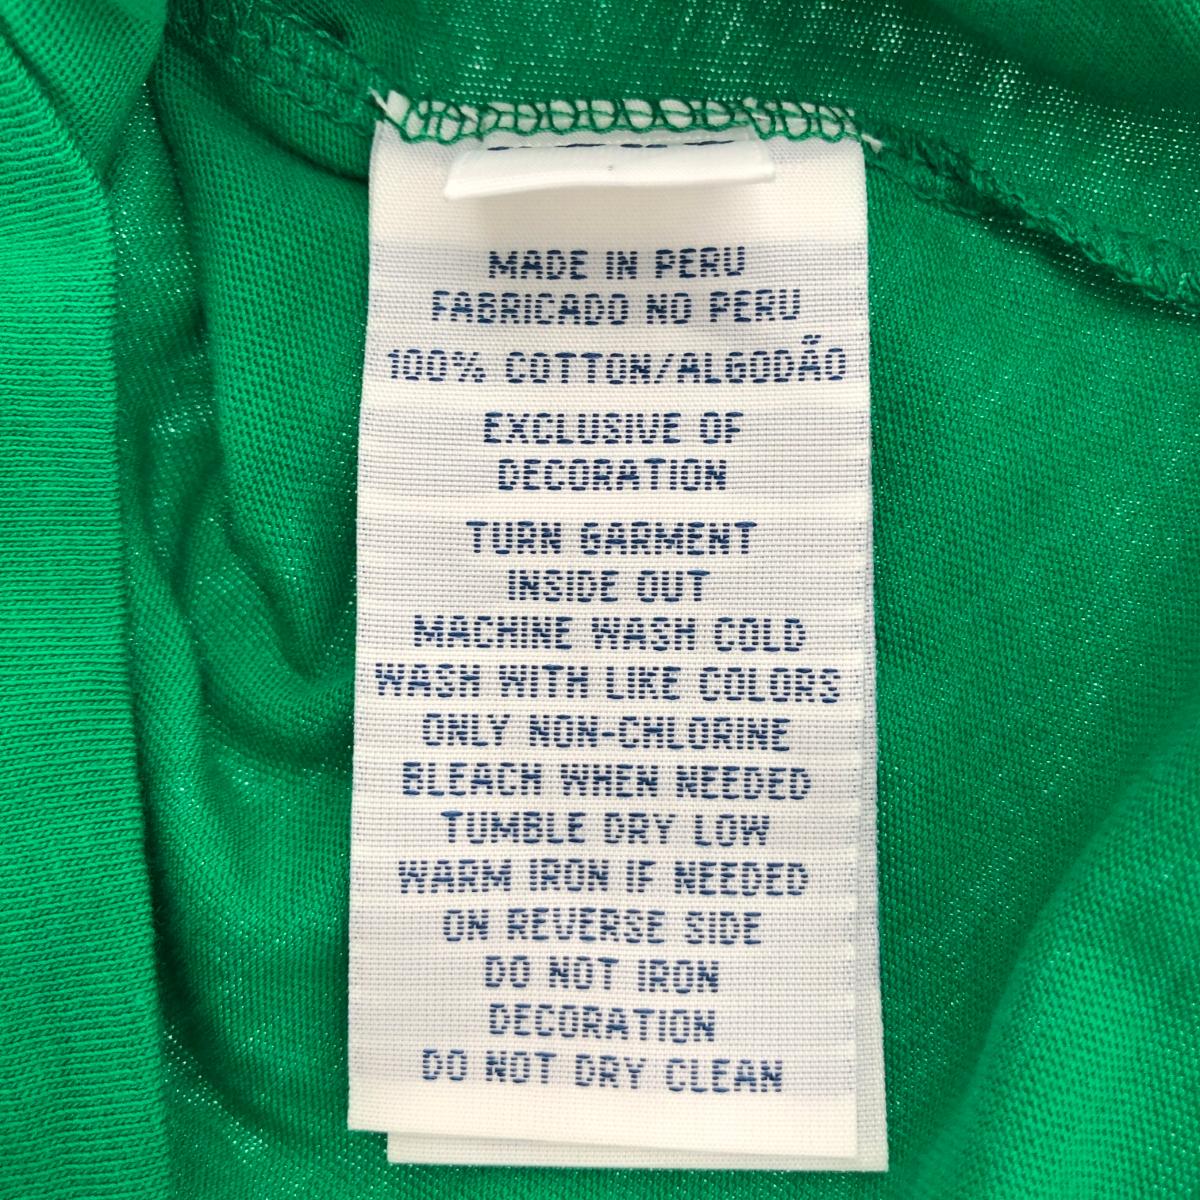 MADE IN PERU
FABRICADO NO PERU
100% COTTON/ALGODÃO
EXCLUSIVE OF
DECORATION
TURN GARMENT
INSIDE OUT
MACHINE WASH COLD
WASH WITH LIKE COLORS
ONLY NON-CHLORINE
BLEACH WHEN NEEDED
TUMBLE DRY LOW
WARM IRON IF NEEDED
ON REVERSE SIDE
DO NOT IRON
DECORATION
DO NOT DRY CLEAN